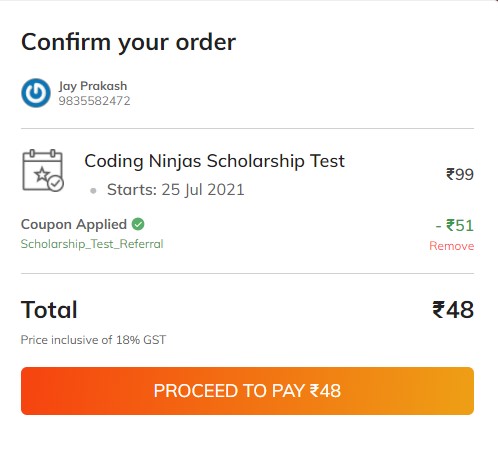 Confirm your order
Jay Prakash
9835582472
Coding Ninjas Scholarship Test
₹99
Starts: 25 Jul 2021
Coupon Applied
- ₹51
Scholarship_Test_Referral
Remove
Total
₹48
Price inclusive of 18% GST
PROCEED TO PAY ₹48